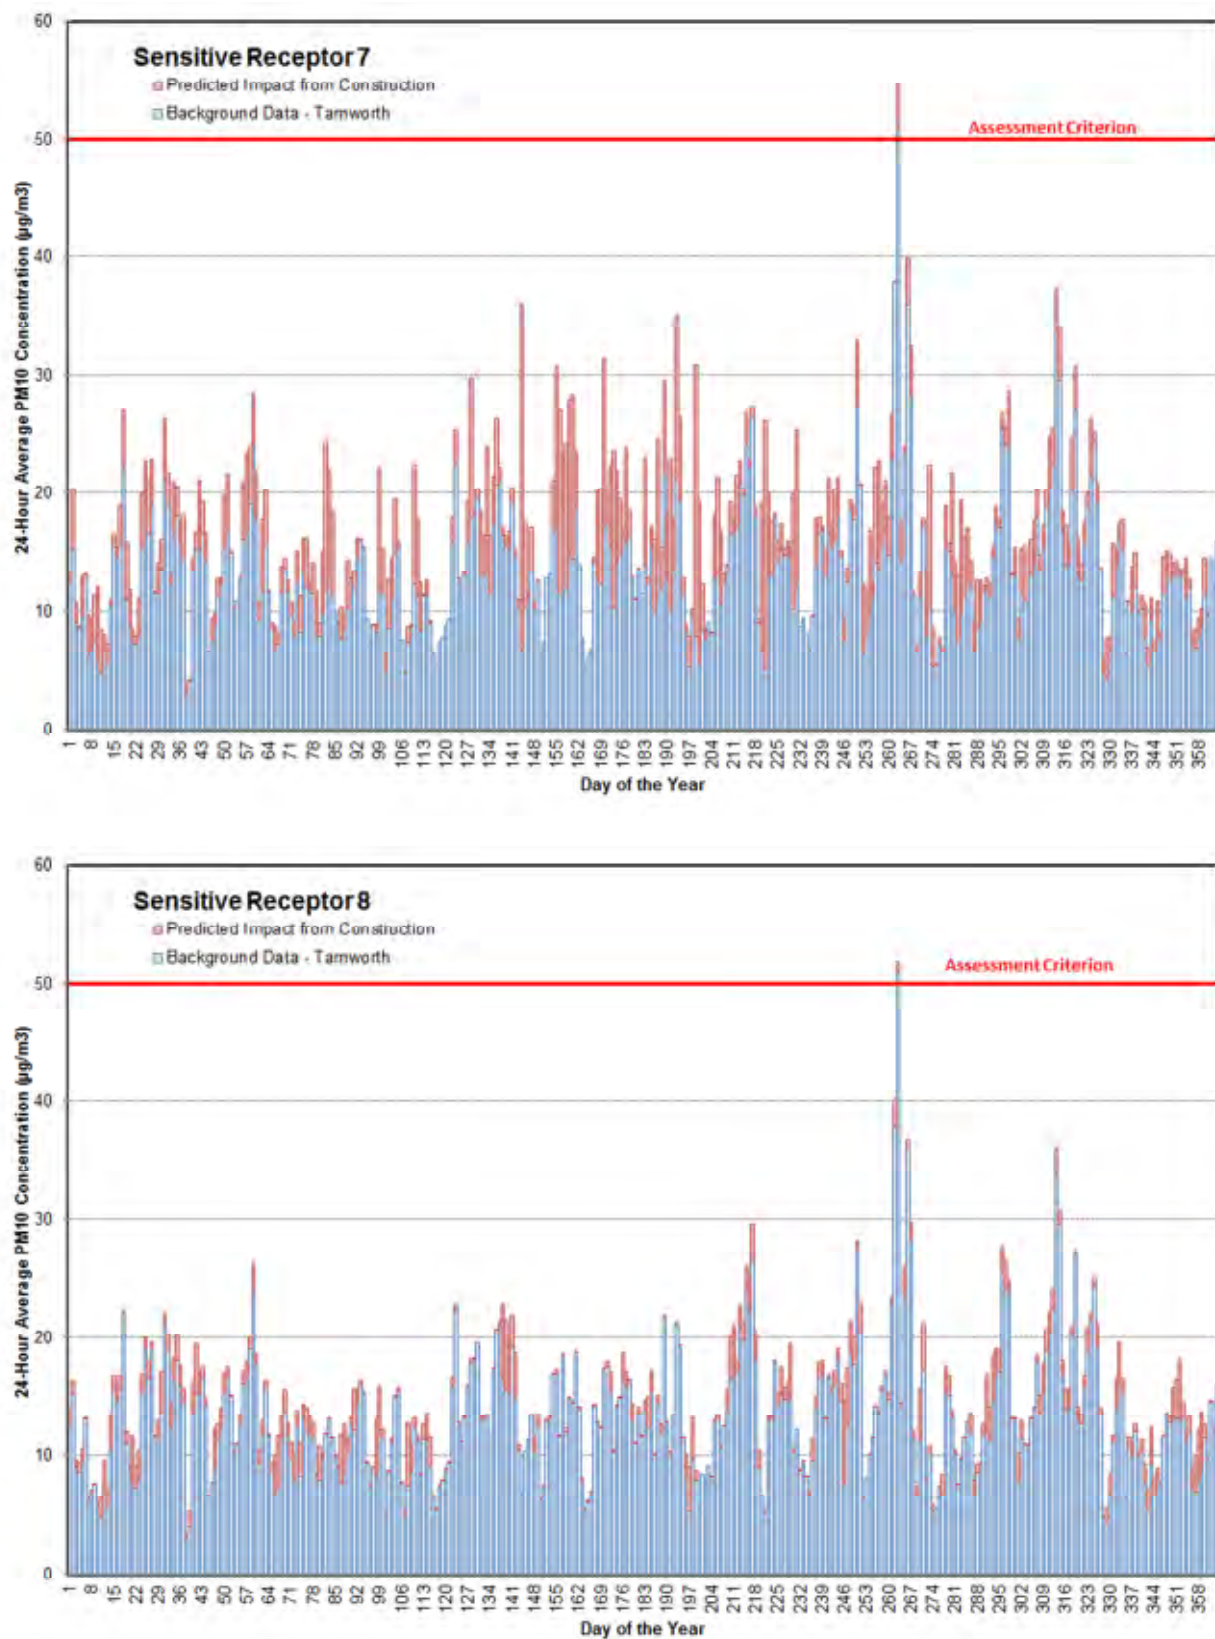 60
Sensitive Receptor 7
Predicted Impact from Construction
Background Data - Tamworth
Assessment Criterion
50
40
30
20
10
0
24-Hour Average PM10 Concentration (µg/m3)
1 8 15 22 29 36 43 50 57 64 71 78 85 92 99 106 113 120 127 134 141 148 155 162 169 176 183 190 197 204 211 218 225 232 239 246 253 260 267 274 281 288 295 302 309 316 323 330 337 344 351 358
Day of the Year
60
Sensitive Receptor 8
Predicted Impact from Construction
Background Data - Tamworth
Assessment Criterion
50
40
30
20
10
0
24-Hour Average PM10 Concentration (µg/m3)
1 8 15 22 29 36 43 50 57 64 71 78 85 92 99 106 113 120 127 134 141 148 155 162 169 176 183 190 197 204 211 218 225 232 239 246 253 260 267 274 281 288 295 302 309 316 323 330 337 344 351 358
Day of the Year